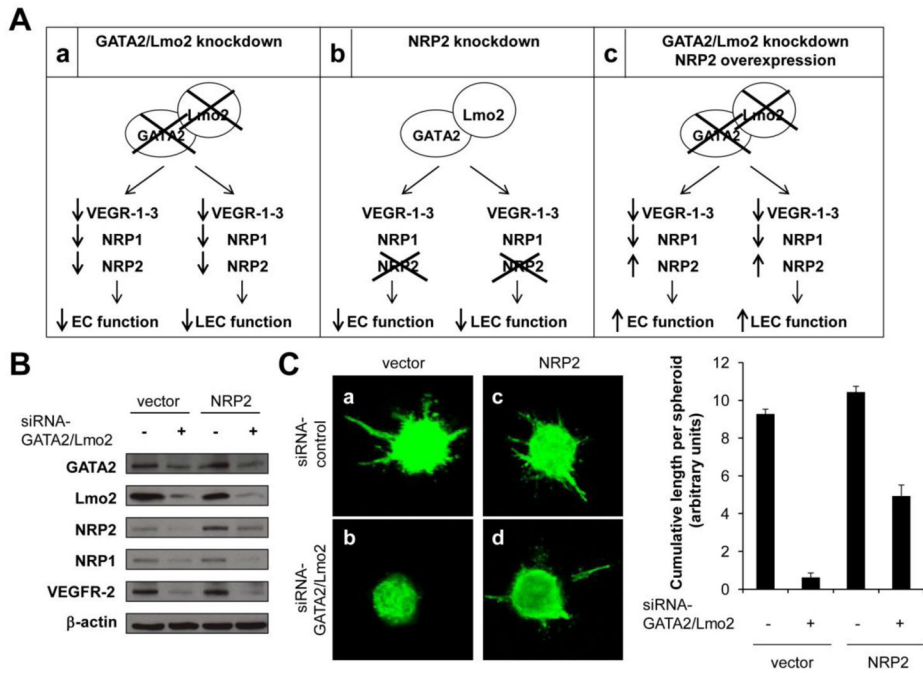 A
a
GATA2/Lmo2 knockdown
b
NRP2 knockdown
c
GATA2/Lmo2 knockdown
NRP2 overexpression
Lmo2
GATA2
VEGR-1-3
VEGR-1-3
NRP1
NRP1
NRP2
NRP2
EC function
LEC function
Lmo2
GATA2
VEGR-1-3
VEGR-1-3
NRP1
NRP1
NRP2
NRP2
EC function
LEC function
Lmo2
GATA2
VEGR-1-3
VEGR-1-3
NRP1
NRP1
NRP2
NRP2
EC function
LEC function
B
vector
NRP2
siRNA-
GATA2/Lmo2
- + - +
GATA2
Lmo2
NRP2
NRP1
VEGFR-2
β-actin
C
vector
NRP2
siRNA-
control
siRNA-
GATA2/Lmo2
a
c
b
d
Cumulative length per spheroid
(arbitrary units)
12
10
8
6
4
2
0
siRNA-
GATA2/Lmo2
- + - +
vector
NRP2